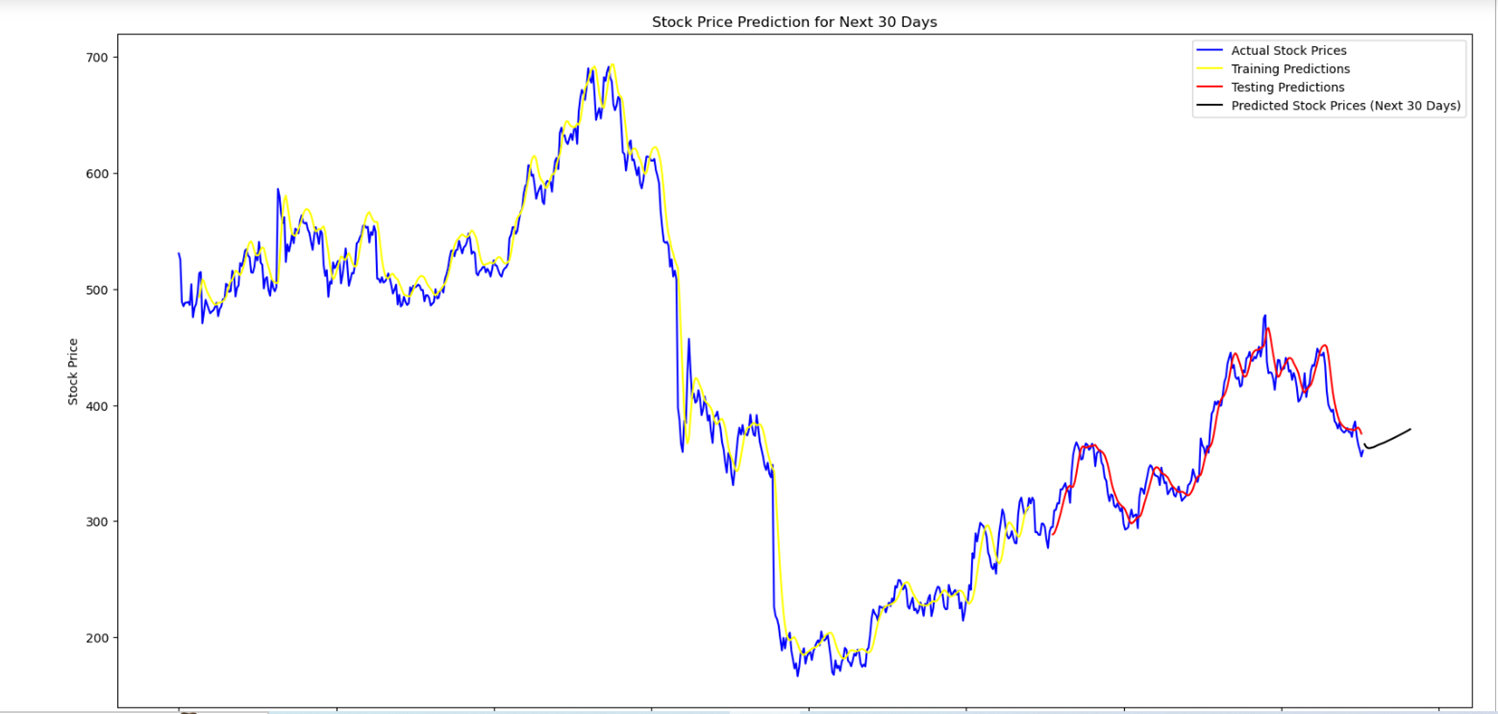 Stock Price Prediction for Next 30 Days
700
600
500
400
300
200
Stock Price
Actual Stock Prices
Training Predictions
Testing Predictions
Predicted Stock Prices (Next 30 Days)